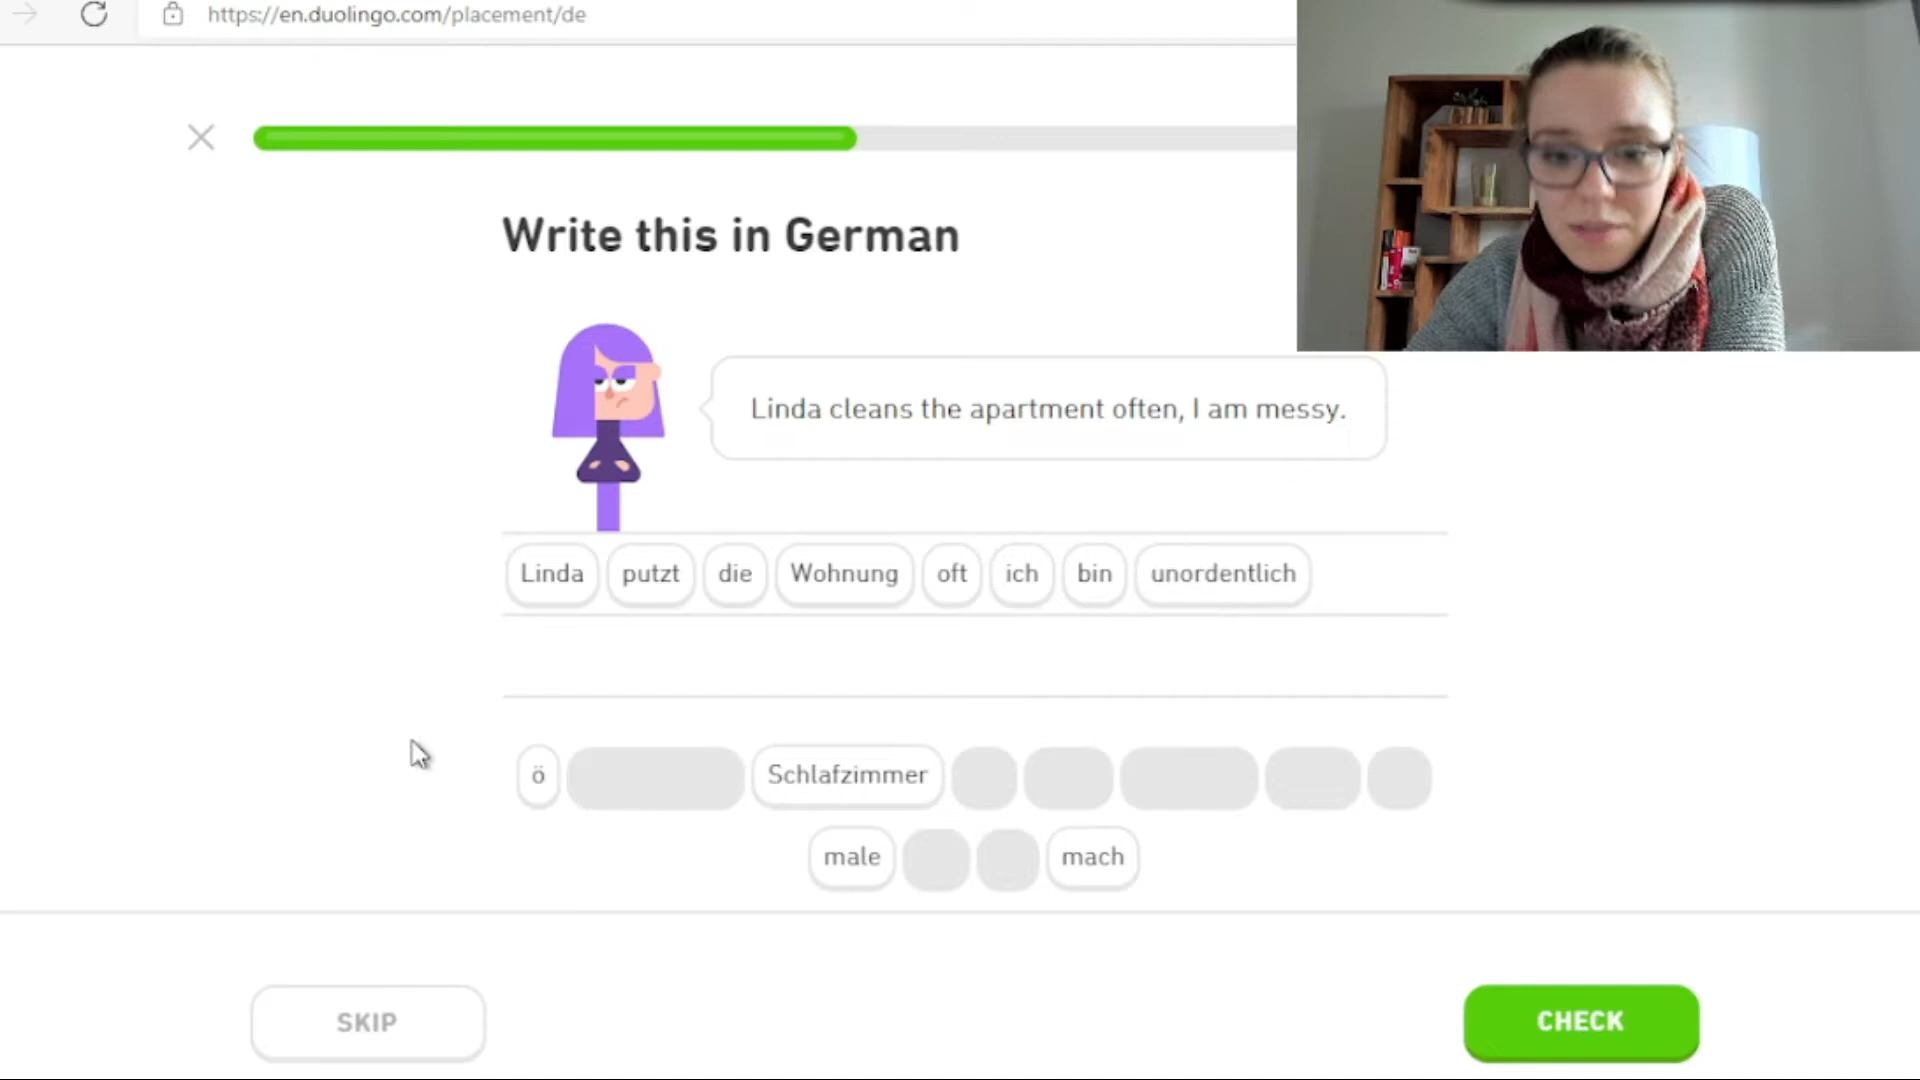 https://en.duolingo.com/placement/de
Write this in German
Linda cleans the apartment often, I am messy.
Linda putzt die Wohnung oft ich bin unordentlich
ö Schlafzimmer
male mach
SKIP CHECK